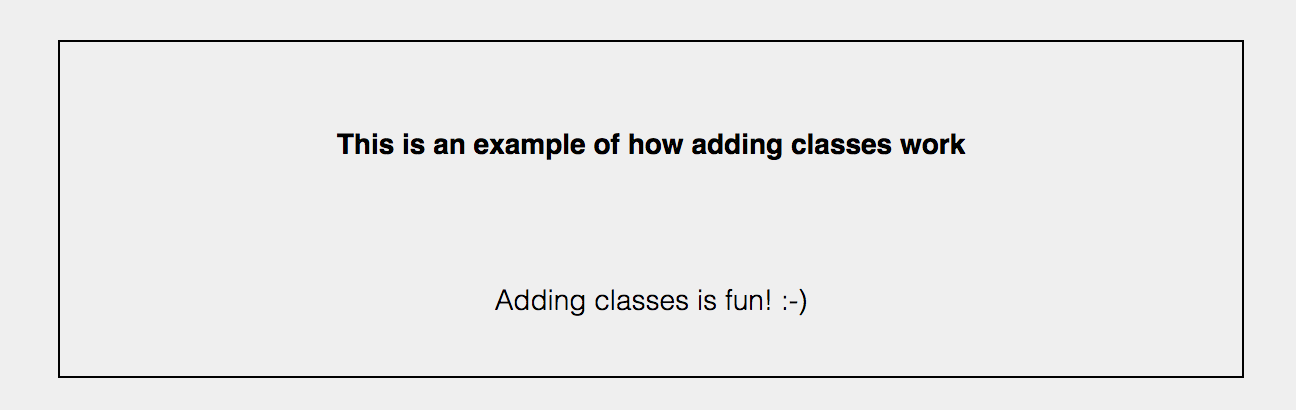 This is an example of how adding classes work
Adding classes is fun! :-)